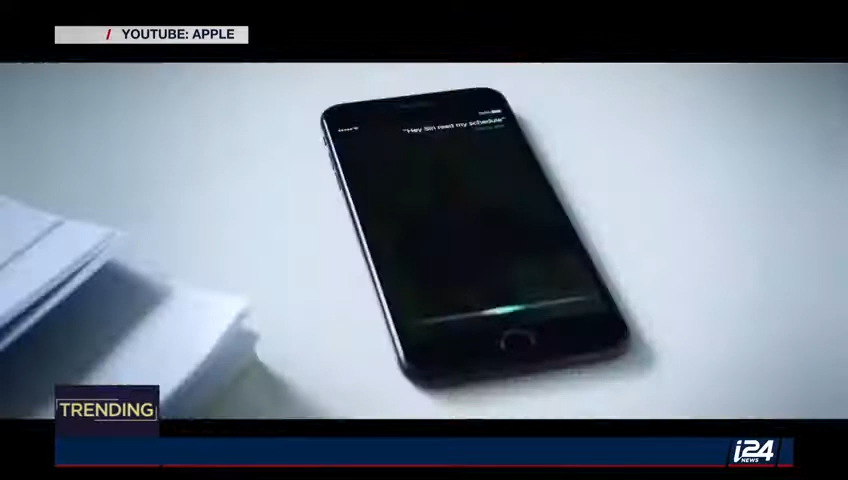 / YOUTUBE: APPLE
"Hey Siri read my schedule"
TRENDING
i24
NEWS